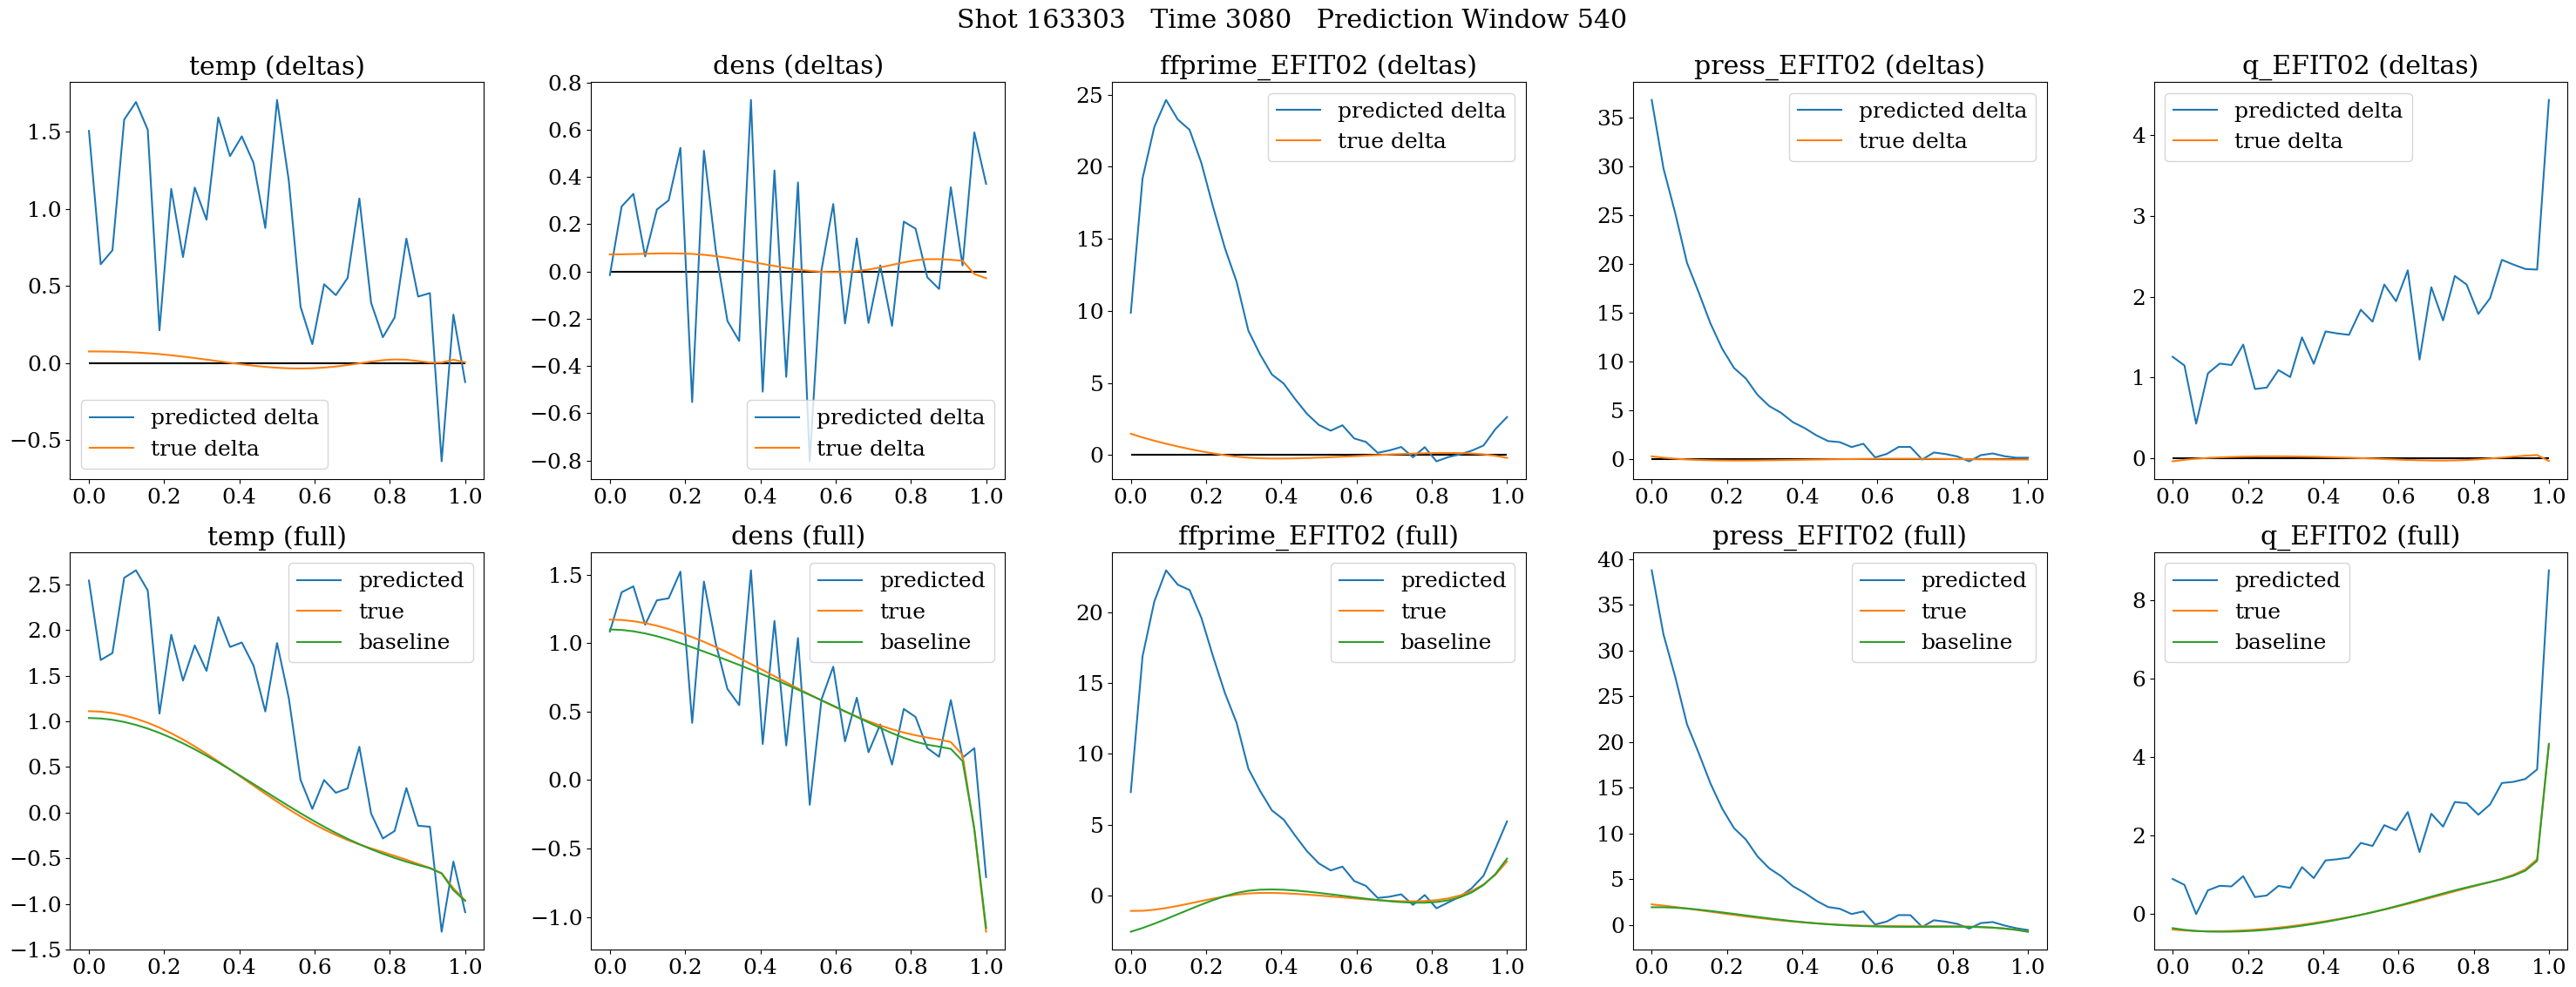 Shot 163303   Time 3080   Prediction Window 540
temp (deltas)
1.5
1.0
0.5
0.0
−0.5
predicted delta
true delta
0.0 0.2 0.4 0.6 0.8 1.0
dens (deltas)
0.8
0.6
0.4
0.2
0.0
−0.2
−0.4
−0.6
−0.8
predicted delta
true delta
0.0 0.2 0.4 0.6 0.8 1.0
ffprime_EFIT02 (deltas)
25
20
15
10
5
0
predicted delta
true delta
0.0 0.2 0.4 0.6 0.8 1.0
press_EFIT02 (deltas)
35
30
25
20
15
10
5
0
predicted delta
true delta
0.0 0.2 0.4 0.6 0.8 1.0
q_EFIT02 (deltas)
4
3
2
1
0
predicted delta
true delta
0.0 0.2 0.4 0.6 0.8 1.0
temp (full)
2.5
2.0
1.5
1.0
0.5
0.0
−0.5
−1.0
−1.5
predicted
true
baseline
0.0 0.2 0.4 0.6 0.8 1.0
dens (full)
1.5
1.0
0.5
0.0
−0.5
−1.0
predicted
true
baseline
0.0 0.2 0.4 0.6 0.8 1.0
ffprime_EFIT02 (full)
20
15
10
5
0
predicted
true
baseline
0.0 0.2 0.4 0.6 0.8 1.0
press_EFIT02 (full)
40
35
30
25
20
15
10
5
0
predicted
true
baseline
0.0 0.2 0.4 0.6 0.8 1.0
q_EFIT02 (full)
8
6
4
2
0
predicted
true
baseline
0.0 0.2 0.4 0.6 0.8 1.0